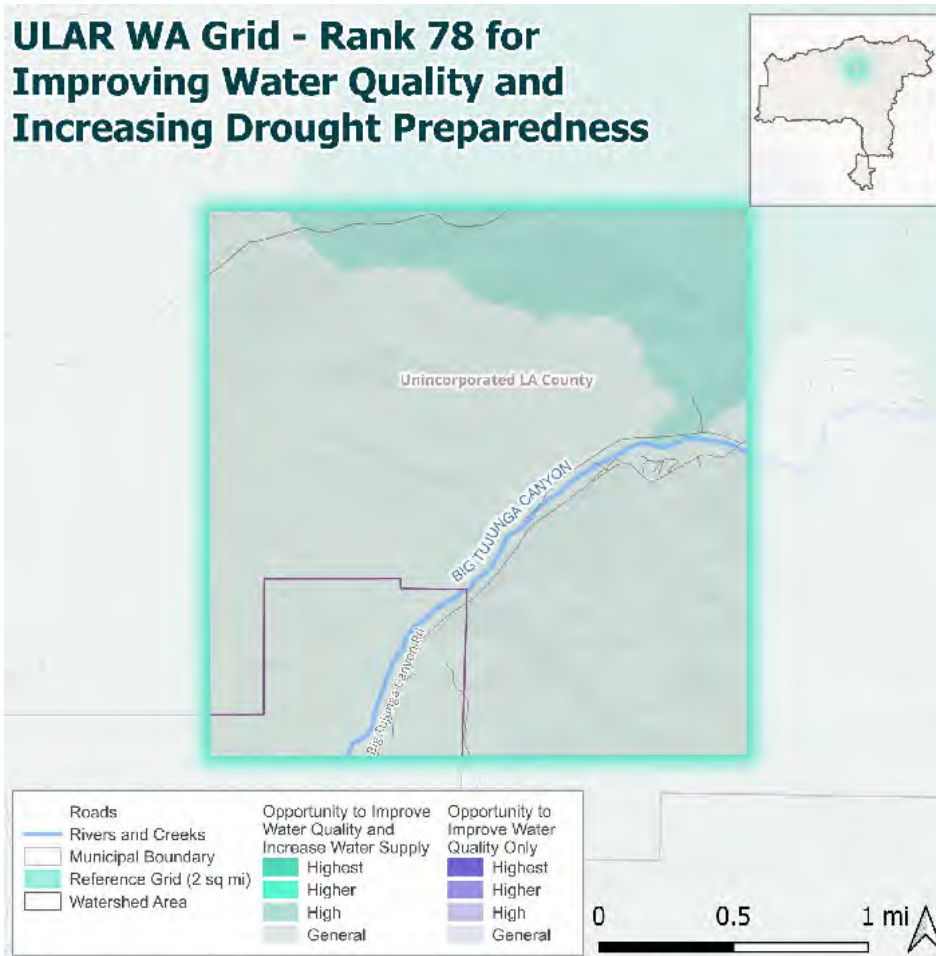 ULAR WA Grid - Rank 78 for
Improving Water Quality and
Increasing Drought Preparedness
Unincorporated LA County
BIG TUJUNGA CANYON
Big Tujunga Canyon Rd
Roads
Rivers and Creeks
Municipal Boundary
Reference Grid (2 sq mi)
Watershed Area
Opportunity to Improve
Water Quality and
Increase Water Supply
Highest
Higher
High
General
Opportunity to
Improve Water
Quality Only
Highest
Higher
High
General
0 0.5 1 mi